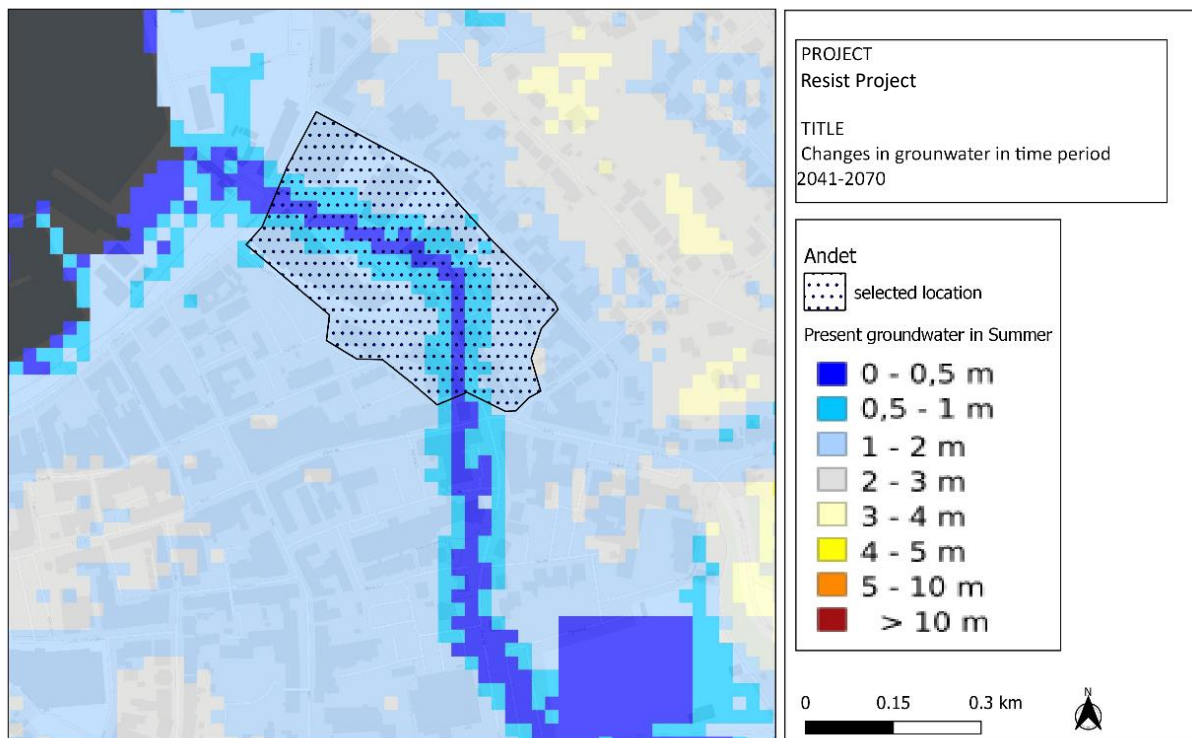 PROJECT
Resist Project
TITLE
Changes in grounwater in time period
2041-2070
Andet
selected location
Present groundwater in Summer
0 - 0,5 m
0,5 - 1 m
1 - 2 m
2 - 3 m
3 - 4 m
4 - 5 m
5 - 10 m
> 10 m
0 0.15 0.3 km
N